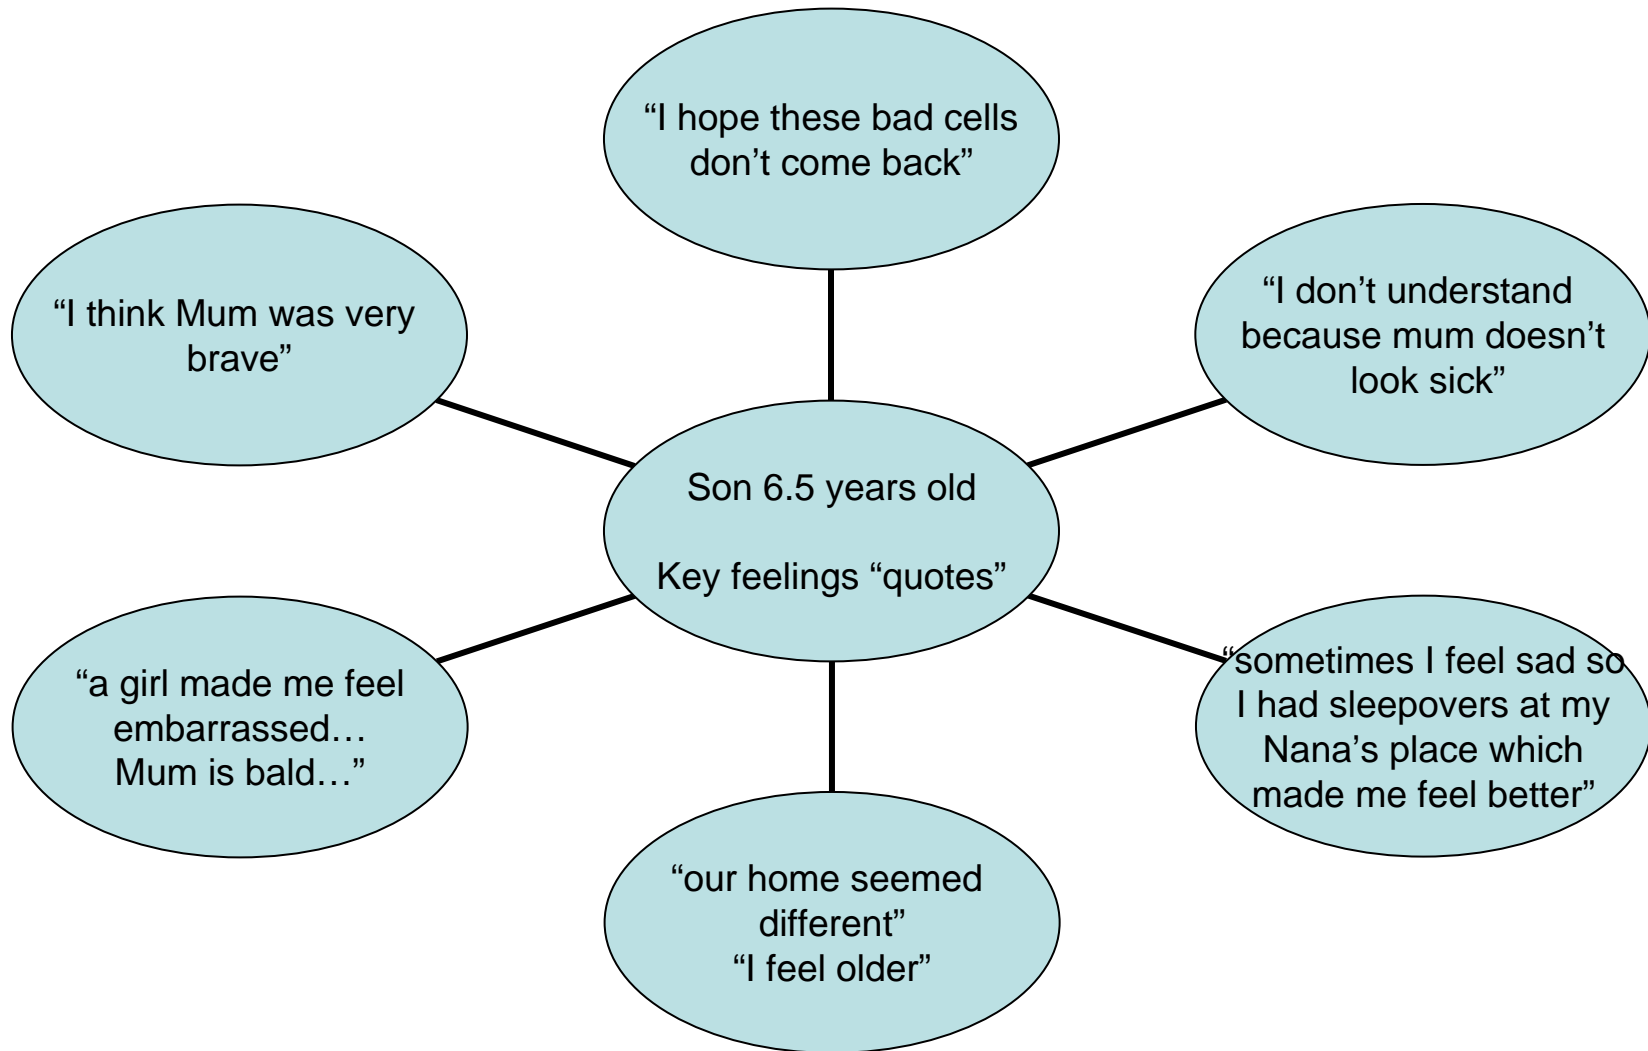 “I hope these bad cells
don’t come back”
“I think Mum was very
brave”
“I don’t understand
because mum doesn’t
look sick”
Son 6.5 years old
Key feelings “quotes”
“a girl made me feel
embarrassed…
Mum is bald…”
“sometimes I feel sad so
I had sleepovers at my
Nana’s place which
made me feel better”
“our home seemed
different”
“I feel older”